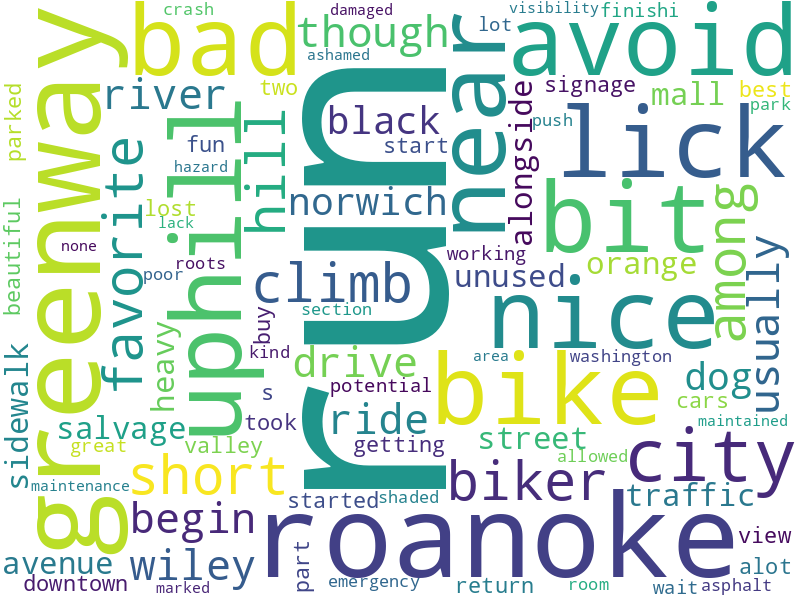 crash
damaged
visibility
finishi
greenway
bad
though
ashamed
lot
avoid
parked
river
two
signage
mall
best
park
black
near
push
lick
fun
start
run
uphill
hill
hazard
favorite
alongside
bit
among
beautiful
lost
lack
norwich
none
roots
poor
working
orange
usually
climb
unused
nice
section
buy
kind
area
washington
sidewalk
heavy
drive
bike
dog
potential
s
cars
salvage
took
ride
street
maintained
great
valley
getting
allowed
city
short
biker
maintenance
started
shaded
traffic
begin
roanoke
view
avenue
wiley
part
alot
downtown
marked
emergency
return
room
wait
asphalt